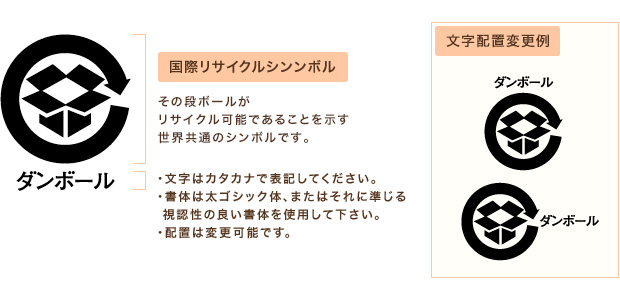 ダンボール
国際リサイクルシンンボル
その段ボールが
リサイクル可能であることを示す
世界共通のシンボルです。
・文字はカタカナで表記してください。
・書体は太ゴシック体、またはそれに準じる
視認性の良い書体を使用して下さい。
・配置は変更可能です。
文字配置変更例
ダンボール
ダンボール